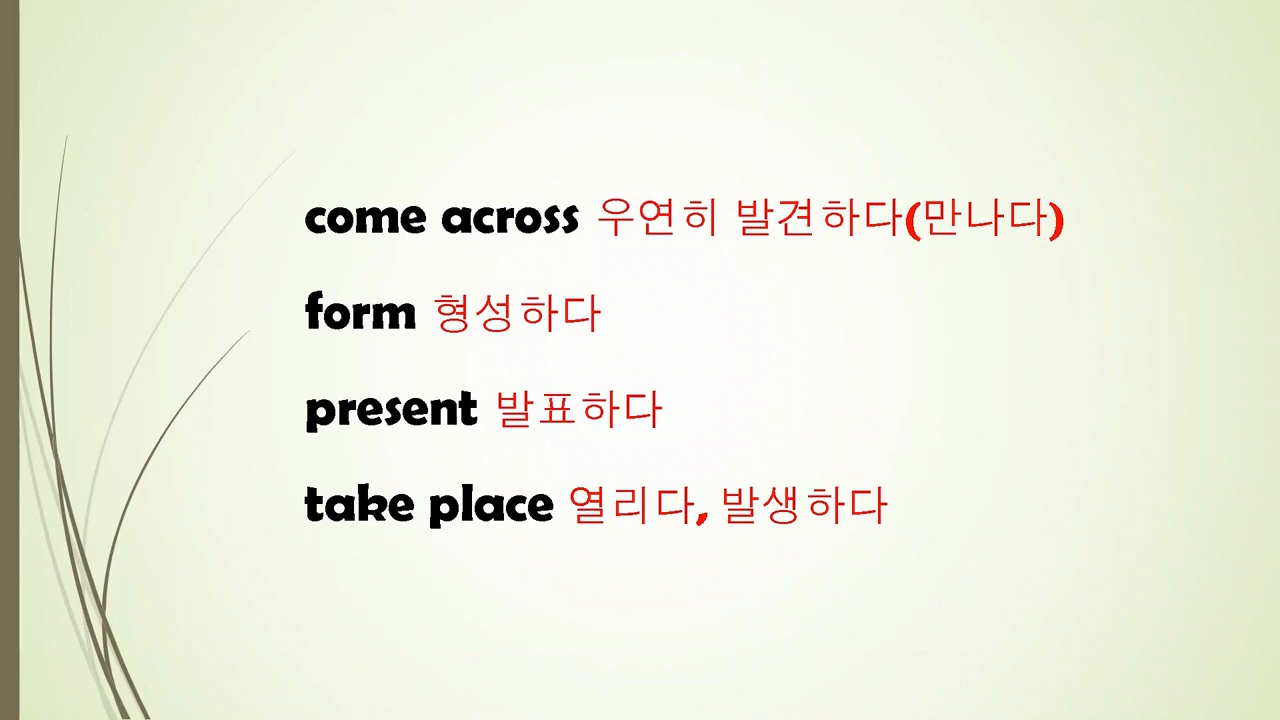 come across 우연히 발견하다(만나다)
form 형성하다
present 발표하다
take place 열리다, 발생하다